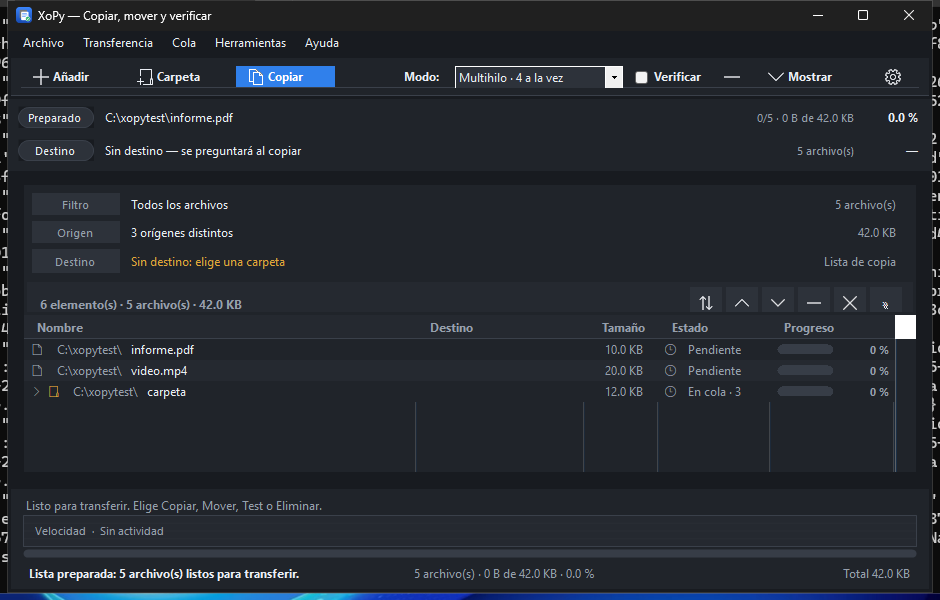 XoPy — Copiar, mover y verificar
Archivo Transferencia Cola Herramientas Ayuda
Añadir Carpeta Copiar Modo: Multihilo · 4 a la vez Verificar Mostrar
Preparado C:\xopytest\informe.pdf 0/5 · 0 B de 42.0 KB 0.0 %
Destino Sin destino — se preguntará al copiar 5 archivo(s) —
Filtro Todos los archivos 5 archivo(s)
Origen 3 orígenes distintos 42.0 KB
Destino Sin destino: elige una carpeta Lista de copia
6 elemento(s) · 5 archivo(s) · 42.0 KB
Nombre Destino Tamaño Estado Progreso
C:\xopytest\ informe.pdf 10.0 KB Pendiente 0 %
C:\xopytest\ video.mp4 20.0 KB Pendiente 0 %
C:\xopytest\ carpeta 12.0 KB En cola · 3 0 %
Listo para transferir. Elige Copiar, Mover, Test o Eliminar.
Velocidad · Sin actividad
Lista preparada: 5 archivo(s) listos para transferir. 5 archivo(s) · 0 B de 42.0 KB · 0.0 % Total 42.0 KB